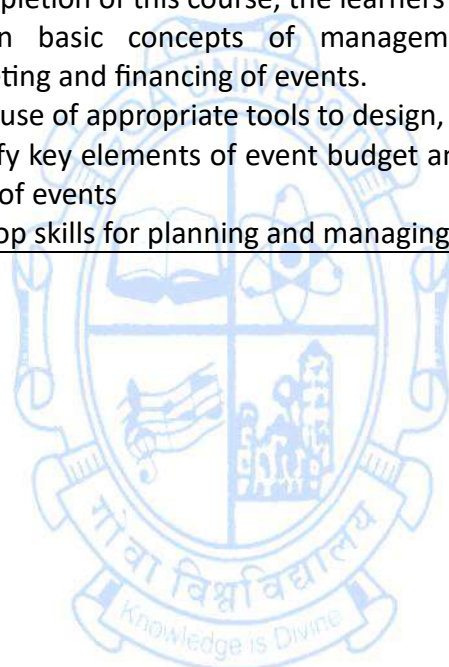 pletion of this course, the learners
n basic concepts of managem
ting and financing of events.
use of appropriate tools to design,
fy key elements of event budget an
of events
op skills for planning and managing
गोंवा विश्वविद्यालय
Knowledge is Divine